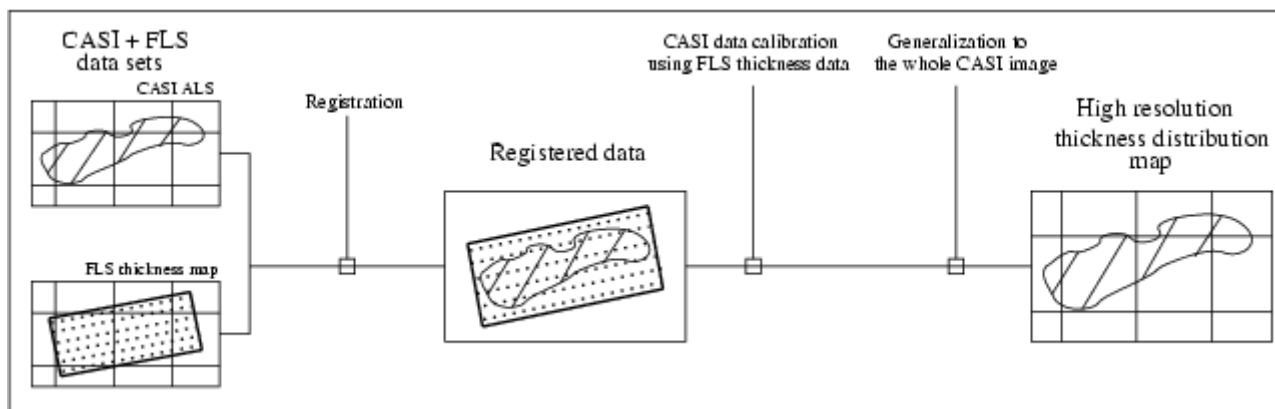 CASI + FLS
data sets
CASI ALS
FLS thickness map
Registration
Registered data
CASI data calibration
using FLS thickness data
Generalization to
the whole CASI image
High resolution
thickness distribution
map